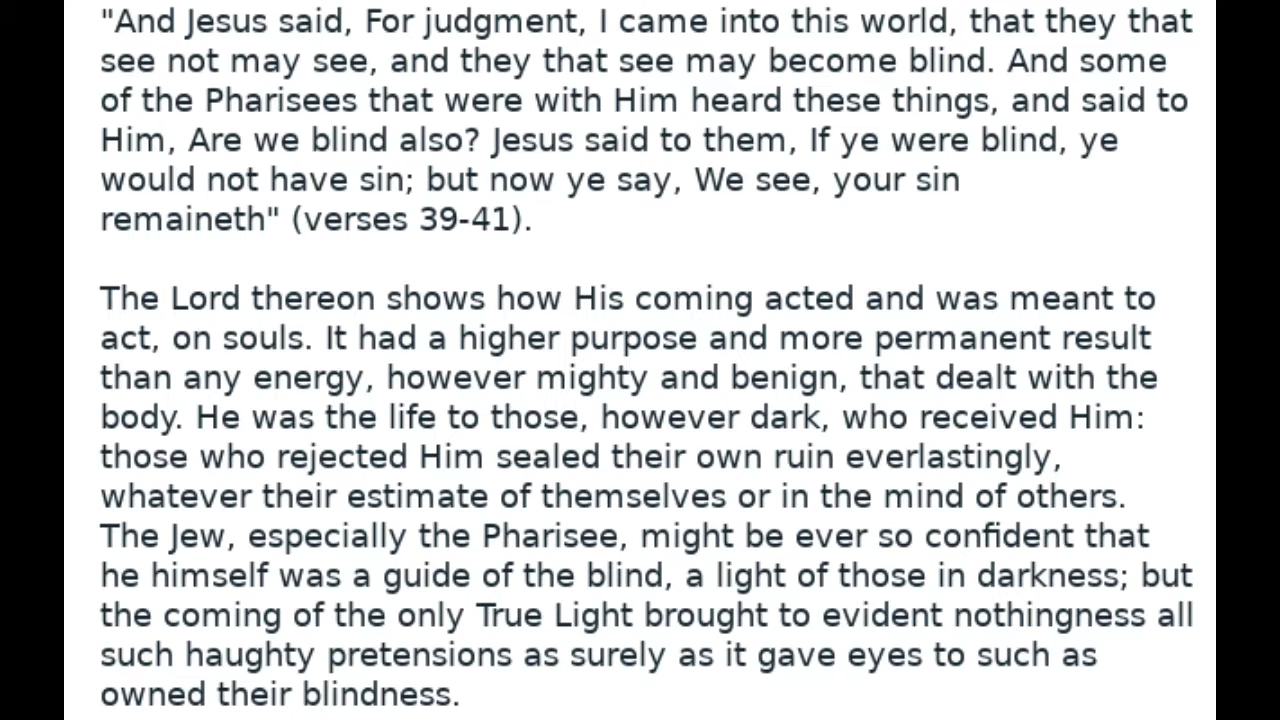 "And Jesus said, For judgment, I came into this world, that they that
see not may see, and they that see may become blind. And some
of the Pharisees that were with Him heard these things, and said to
Him, Are we blind also? Jesus said to them, If ye were blind, ye
would not have sin; but now ye say, We see, your sin
remaineth" (verses 39-41).
The Lord thereon shows how His coming acted and was meant to
act, on souls. It had a higher purpose and more permanent result
than any energy, however mighty and benign, that dealt with the
body. He was the life to those, however dark, who received Him:
those who rejected Him sealed their own ruin everlastingly,
whatever their estimate of themselves or in the mind of others.
The Jew, especially the Pharisee, might be ever so confident that
he himself was a guide of the blind, a light of those in darkness; but
the coming of the only True Light brought to evident nothingness all
such haughty pretensions as surely as it gave eyes to such as
owned their blindness.